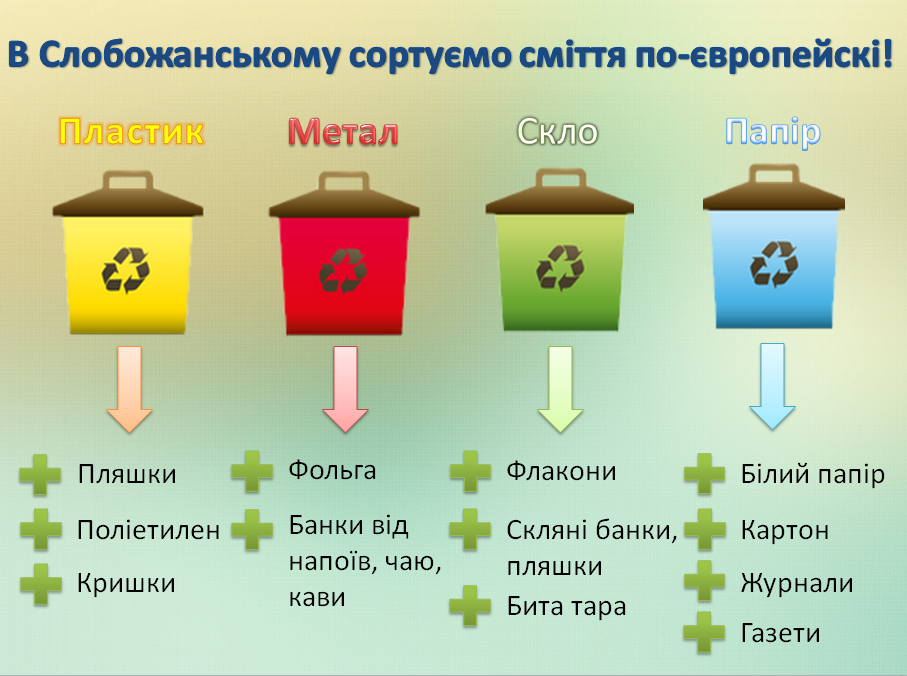 В Слобожанському сортуємо сміття по-європейскі!
Пластик
Метал
Скло
Папір
Пляшки
Поліетилен
Кришки
Фольга
Банки від
напоїв, чаю,
кави
Флакони
Скляні банки,
пляшки
Бита тара
Білий папір
Картон
Журнали
Газети